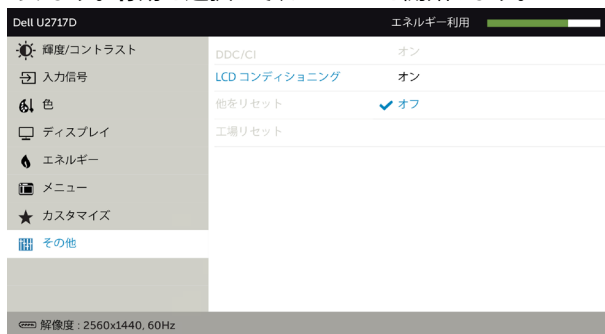 Dell U2717D エネルギー利用
輝度/コントラスト
DDC/CI オン
入力信号
LCD コンディショニング オン
色
他をリセット オフ
ディスプレイ
工場リセット
エネルギー
メニュー
カスタマイズ
その他
解像度 : 2560x1440, 60Hz